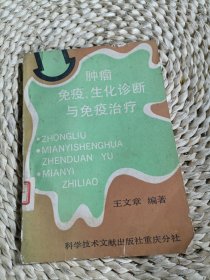 肿瘤
免疫、生化诊断
与免疫治疗
• ZHONGLIU
• MIANYISHENGHUA
ZHENDUAN YU
• MIANYI
ZHILIAO
王文章 编著
科学技术文献出版社重庆分社